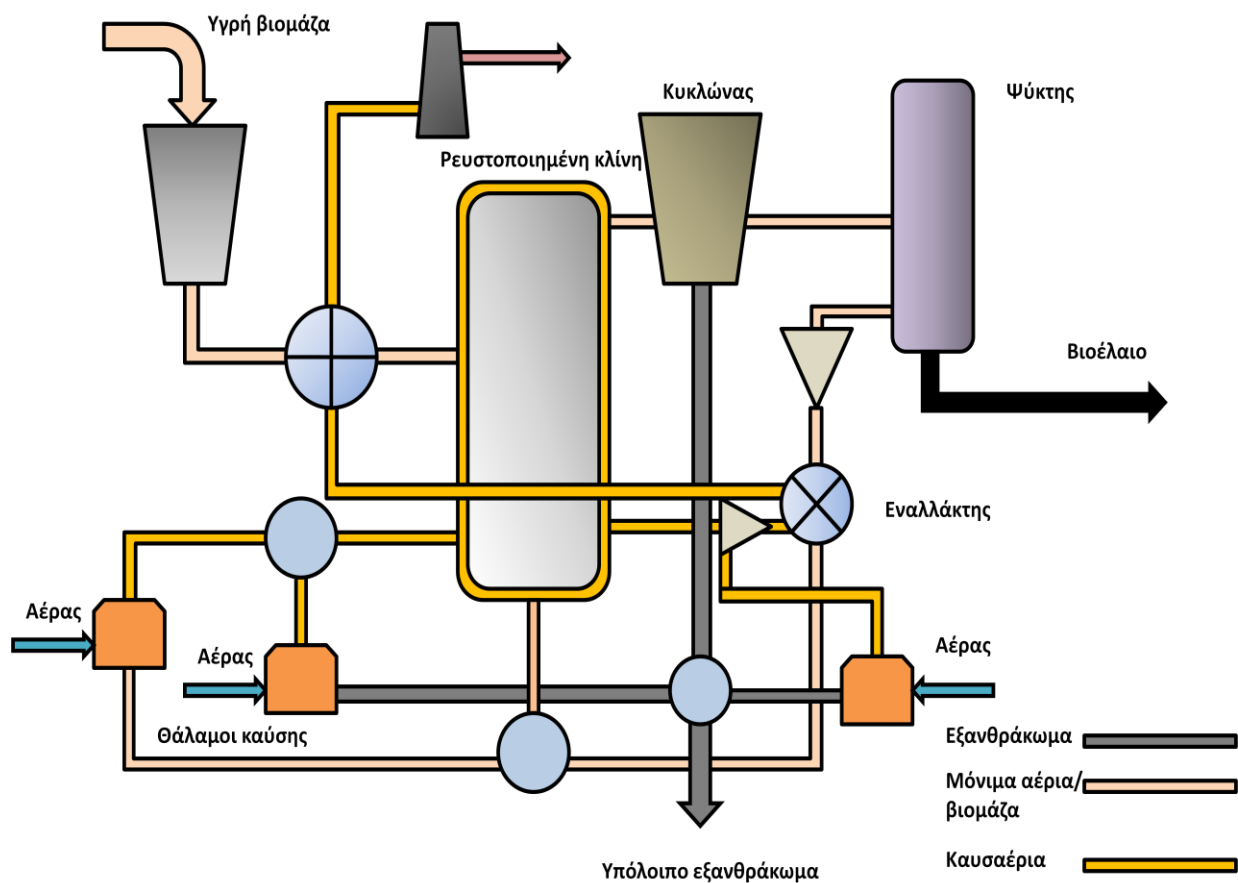 Υγρή βιομάζα
Κυκλώνας
Ψύκτης
Ρευστοποιημένη κλίνη
Βιοέλαιο
Εναλλάκτης
Αέρας
Αέρας
Αέρας
Θάλαμοι καύσης
Εξανθράκωμα
Μόνιμα αέρια/
βιομάζα
Καυσαέρια
Υπόλοιπο εξανθράκωμα